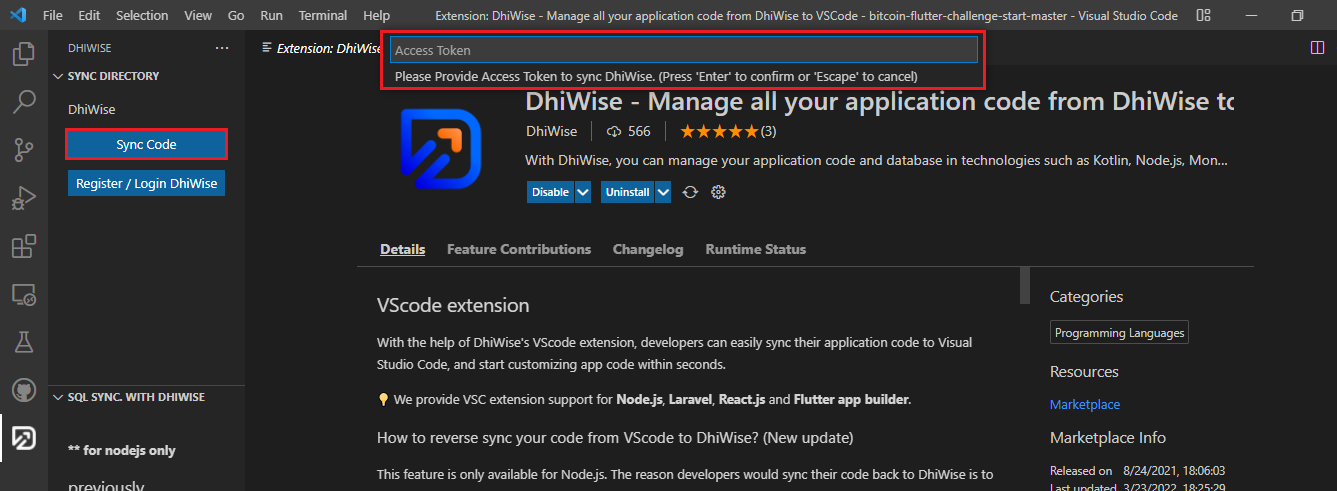 File Edit Selection View Go Run Terminal Help
Extension: DhiWise - Manage all your application code from DhiWise to VSCode - bitcoin-flutter-challenge-start-master - Visual Studio Code
DHIWISE
SYNC DIRECTORY
DhiWise
Sync Code
Register / Login DhiWise
SQL SYNC. WITH DHIWISE
** for nodejs only
previously
Extension: DhiWise
Access Token
Please Provide Access Token to sync DhiWise. (Press 'Enter' to confirm or 'Escape' to cancel)
DhiWise - Manage all your application code from DhiWise to
DhiWise 566 ★★★★★(3)
With DhiWise, you can manage your application code and database in technologies such as Kotlin, Node.js, Mon...
Disable Uninstall
Details Feature Contributions Changelog Runtime Status
VScode extension
With the help of DhiWise's VScode extension, developers can easily sync their application code to Visual
Studio Code, and start customizing app code within seconds.
💡 We provide VSC extension support for Node.js, Laravel, React.js and Flutter app builder.
How to reverse sync your code from VScode to DhiWise? (New update)
This feature is only available for Node.js. The reason developers would sync their code back to DhiWise is to
Categories
Programming Languages
Resources
Marketplace
Marketplace Info
Released on 8/24/2021, 18:06:03
Last updated 3/23/2022, 18:25:29